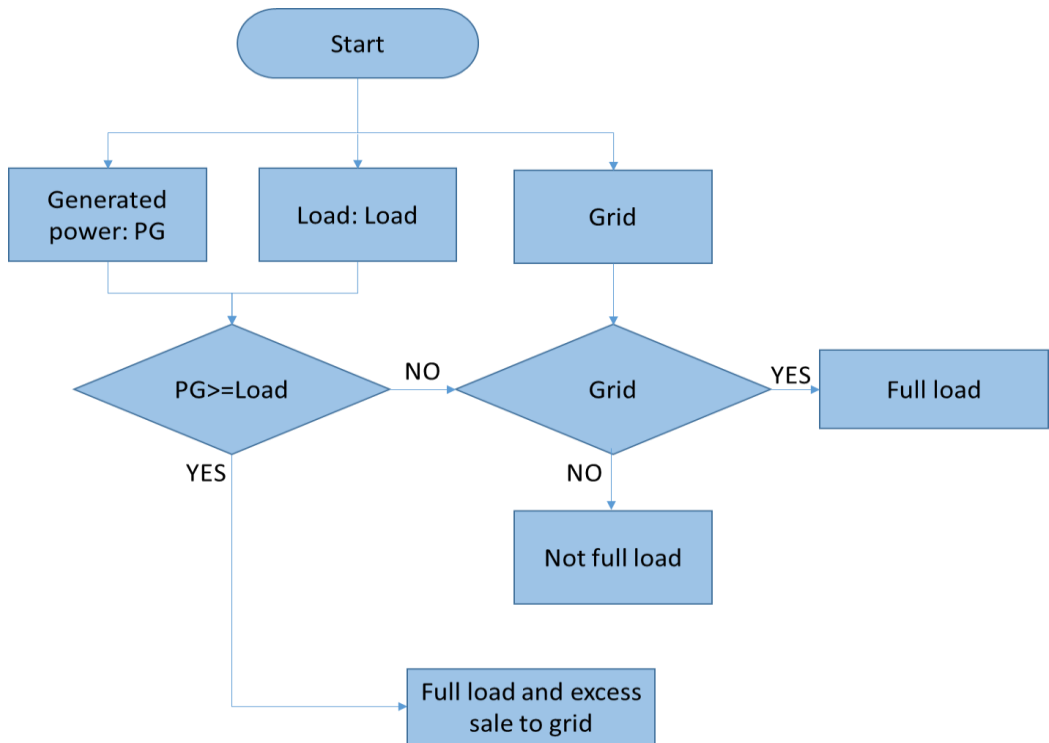 Start
Generated
power: PG
Load: Load
Grid
PG>=Load
NO
Grid
YES
Full load
YES
NO
Not full load
Full load and excess
sale to grid